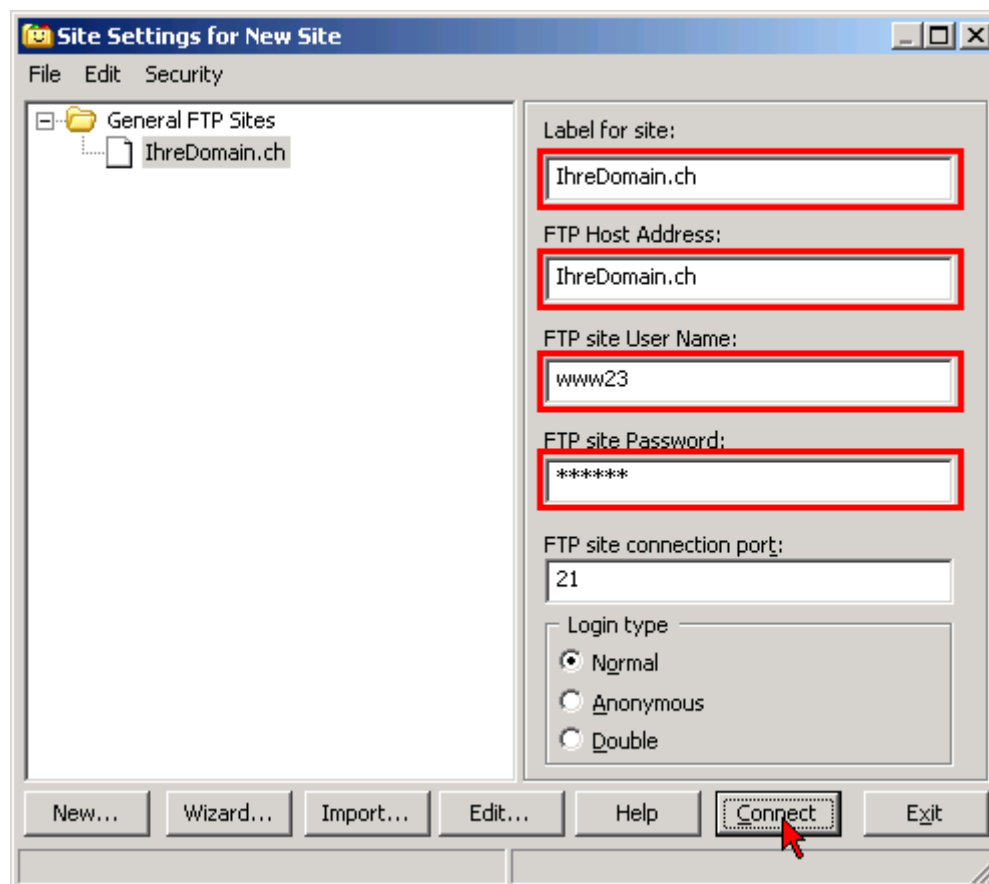 Site Settings for New Site
File Edit Security
General FTP Sites
IhreDomain.ch
Label for site:
IhreDomain.ch
FTP Host Address:
IhreDomain.ch
FTP site User Name:
www23
FTP site Password:
******
FTP site connection port:
21
Login type
Normal
Anonymous
Double
New... Wizard... Import... Edit... Help Connect Exit